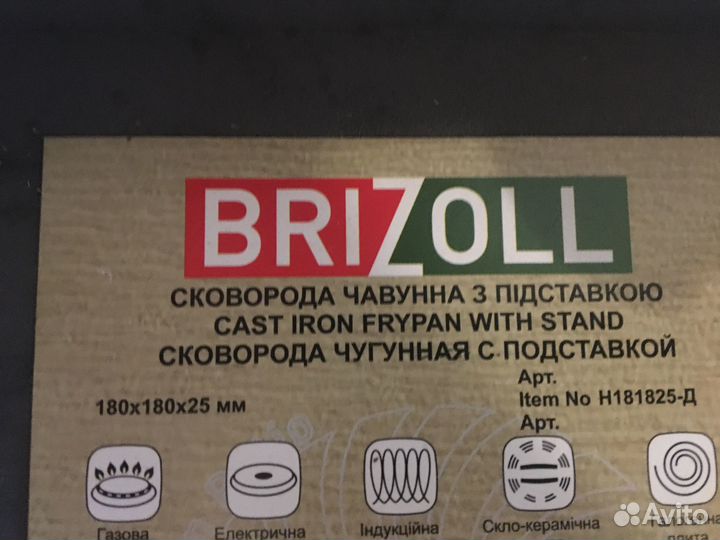 BRIZOLL
СКОВОРОДА ЧАВУННА З ПІДСТАВКОЮ
CAST IRON FRYPAN WITH STAND
СКОВОРОДА ЧУГУННАЯ С ПОДСТАВКОЙ
Арт.
180x180x25 мм
Item No H181825-Д
Арт.
Газова
Електрична
Індукційна
Скло-керамічна
плита
Avito